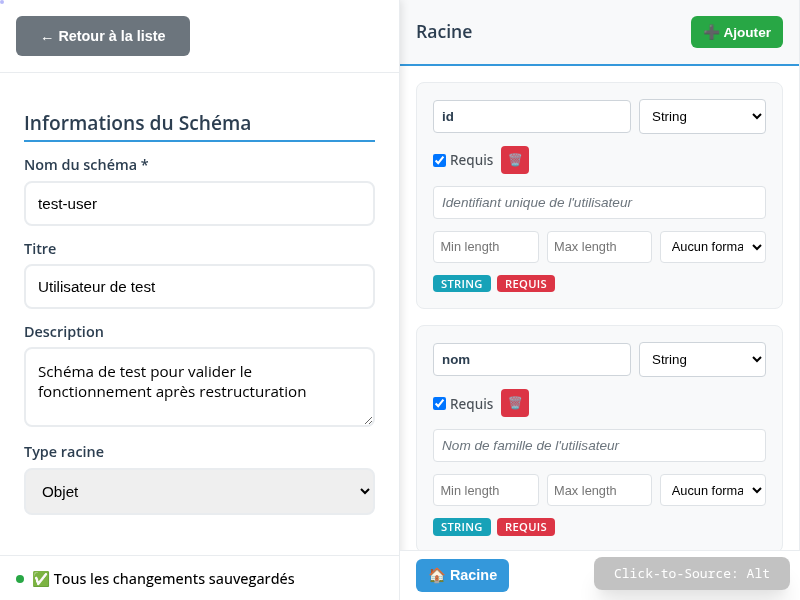 ← Retour à la liste
Informations du Schéma
Nom du schéma *
test-user
Titre
Utilisateur de test
Description
Schéma de test pour valider le
fonctionnement après restructuration
Type racine
Objet
✅ Tous les changements sauvegardés
Racine
➕ Ajouter
id
String
Requis
Identifiant unique de l'utilisateur
Min length
Max length
Aucun forma
STRING
REQUIS
nom
String
Requis
Nom de famille de l'utilisateur
Min length
Max length
Aucun forma
STRING
REQUIS
🏠 Racine
Click-to-Source: Alt